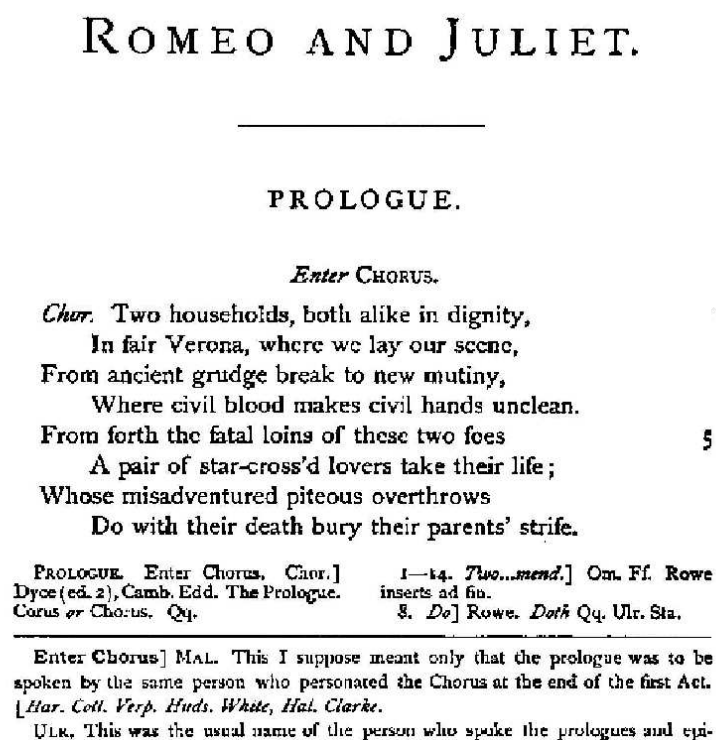 ROMEO AND JULIET.
PROLOGUE.
Enter CHORUS.
Chor. Two households, both alike in dignity,
In fair Verona, where we lay our scene,
From ancient grudge break to new mutiny,
Where civil blood makes civil hands unclean.
From forth the fatal loins of these two foes 5
A pair of star-cross'd lovers take their life;
Whose misadventured piteous overthrows
Do with their death bury their parents' strife.
PROLOGUE. Enter Chorus. Chor.]
Dyce (ed. 2), Camb. Edd. The Prologue.
Corus or Chorus. Qq.
1—14. Two...mend.] Om. Ff. Rowe
inserts ad fin.
8. Do] Rowe. Doth Qq. Ulr. Sta.
Enter Chorus] MAL. This I suppose meant only that the prologue was to be
spoken by the same person who personated the Chorus at the end of the first Act.
[Har. Coll. Verp. Huds. White, Hal. Clarke.
ULR. This was the usual name of the person who spoke the prologues and epi-